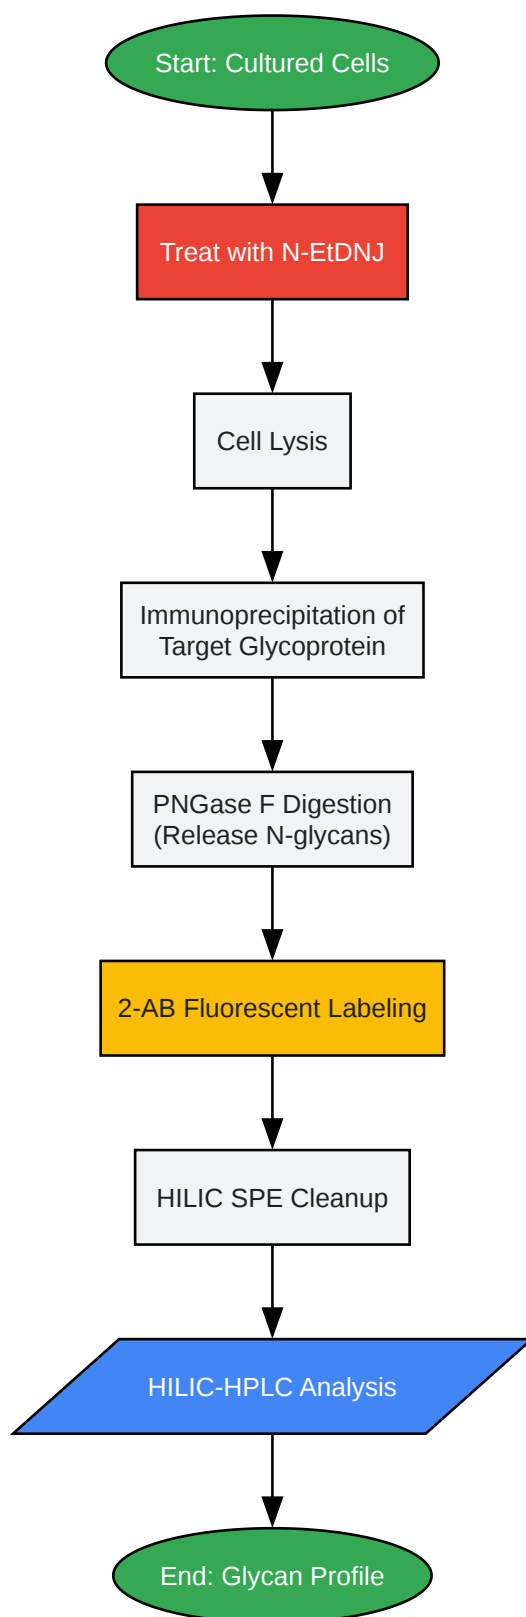 Start: Cultured Cells
Treat with N-EtDNJ
Cell Lysis
Immunoprecipitation of
Target Glycoprotein
PNGase F Digestion
(Release N-glycans)
2-AB Fluorescent Labeling
HILIC SPE Cleanup
HILIC-HPLC Analysis
End: Glycan Profile